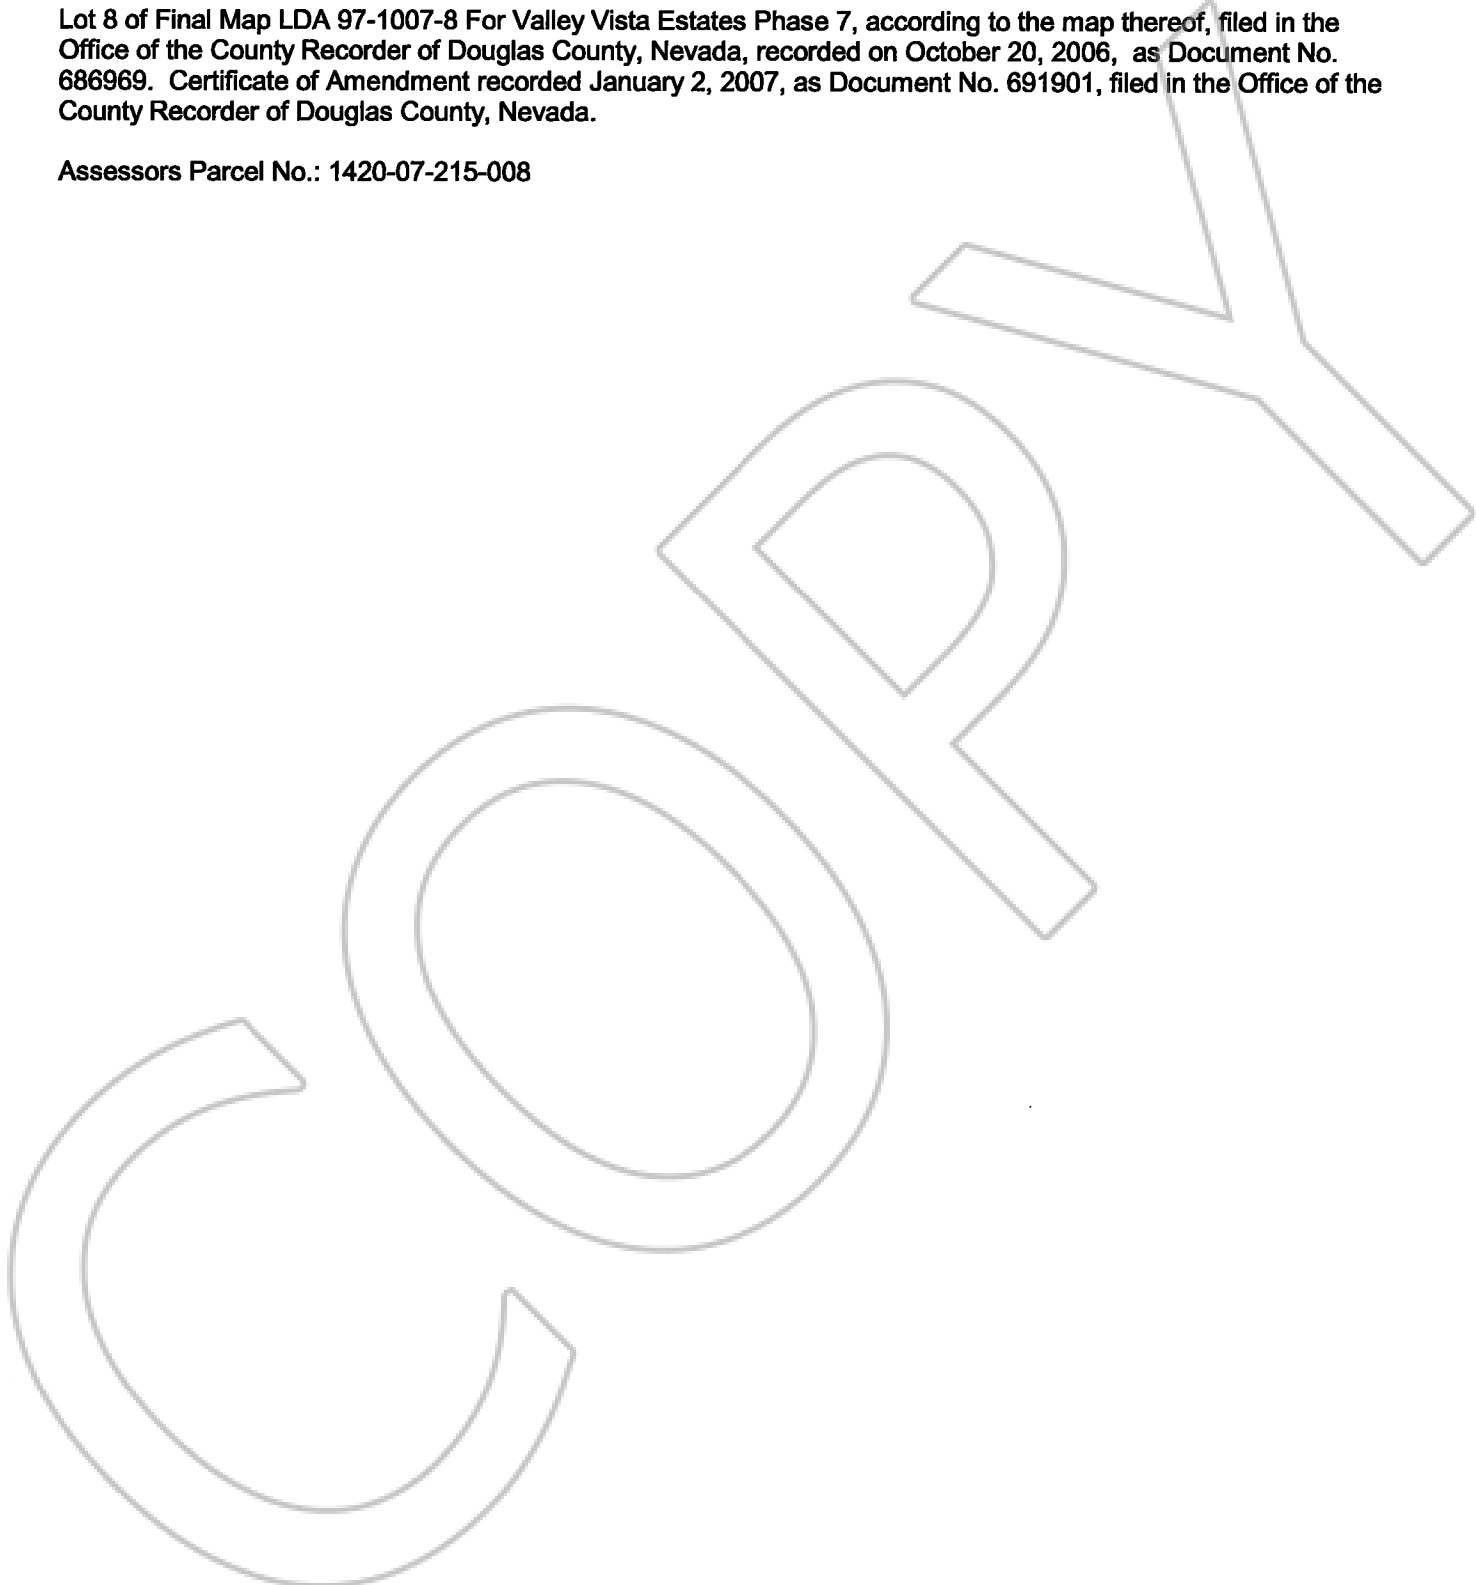 Lot 8 of Final Map LDA 97-1007-8 For Valley Vista Estates Phase 7, according to the map thereof, filed in the
Office of the County Recorder of Douglas County, Nevada, recorded on October 20, 2006,  as Document No.
686969.  Certificate of Amendment recorded January 2, 2007, as Document No. 691901, filed in the Office of the
County Recorder of Douglas County, Nevada.
Assessors Parcel No.: 1420-07-215-008
COPY